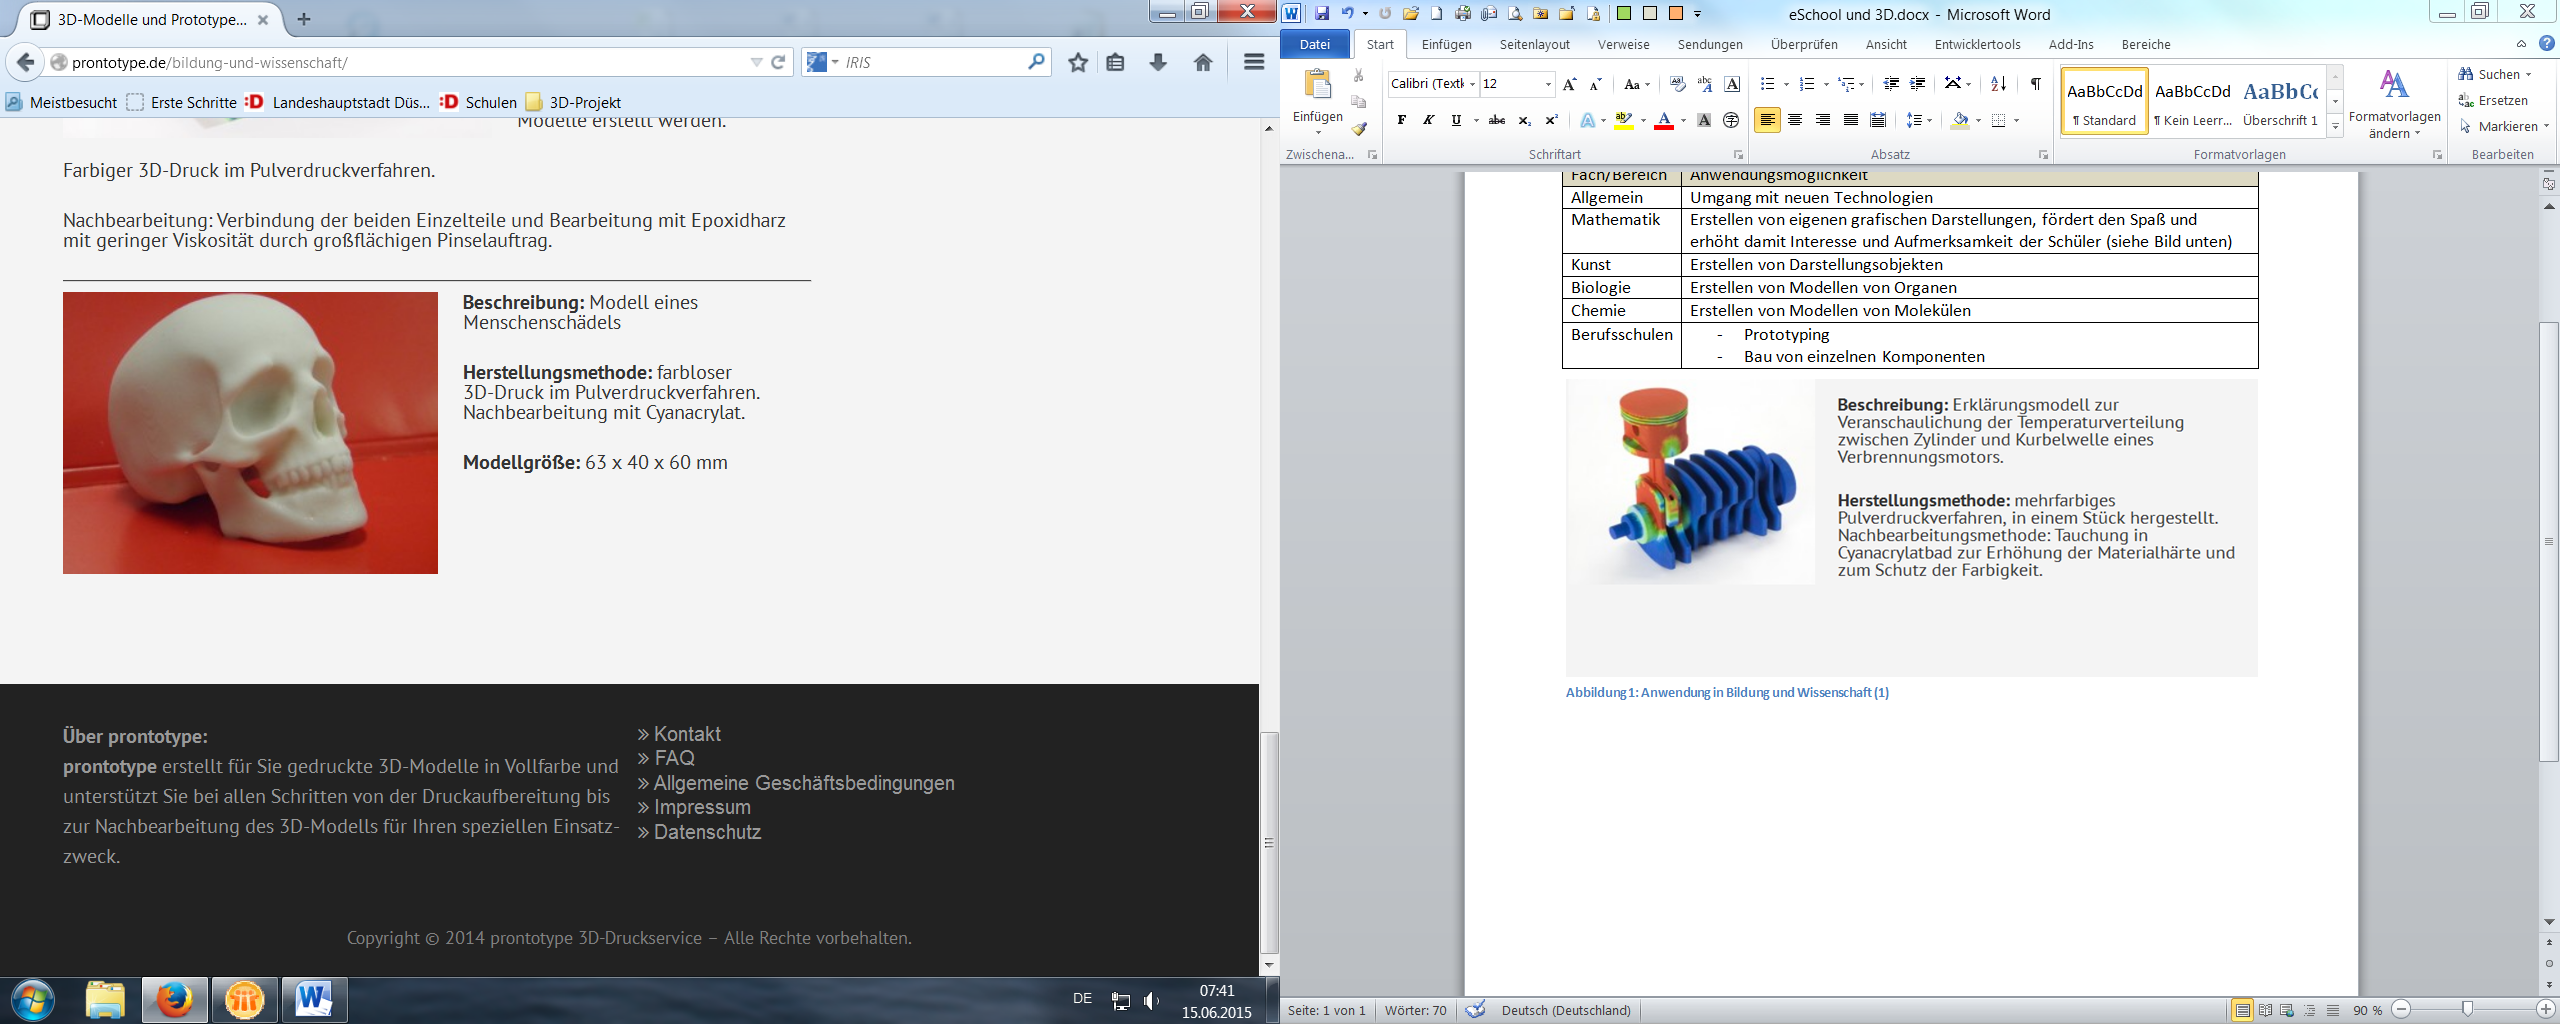 3D-Modelle und Prototype...
prontotype.de/bildung-und-wissenschaft/
IRIS
Meistbesucht
Erste Schritte
Landeshauptstadt Düs...
Schulen
3D-Projekt
Modelle erstellt werden.
Farbiger 3D-Druck im Pulverdruckverfahren.
Nachbearbeitung: Verbindung der beiden Einzelteile und Bearbeitung mit Epoxidharz
mit geringer Viskosität durch großflächigen Pinselauftrag.
Beschreibung: Modell eines
Menschenschädels
Herstellungsmethode: farbloser
3D-Druck im Pulverdruckverfahren.
Nachbearbeitung mit Cyanacrylat.
Modellgröße: 63 x 40 x 60 mm
Über prontotype:
prontotype erstellt für Sie gedruckte 3D-Modelle in Vollfarbe und
unterstützt Sie bei allen Schritten von der Druckaufbereitung bis
zur Nachbearbeitung des 3D-Modells für Ihren speziellen Einsatz-
zweck.
» Kontakt
» FAQ
» Allgemeine Geschäftsbedingungen
» Impressum
» Datenschutz
Copyright © 2014 prontotype 3D-Druckservice – Alle Rechte vorbehalten.
DE
07:41
15.06.2015
eSchool und 3D.docx - Microsoft Word
Datei
Start
Einfügen
Seitenlayout
Verweise
Sendungen
Überprüfen
Ansicht
Entwicklertools
Add-Ins
Bereiche
Einfügen
Zwischena...
Calibri (Textk
12
F K U abc x₂ x²
Schriftart
Absatz
AaBbCcDd
¶ Standard
AaBbCcDd
¶ Kein Leerr...
AaBbCc
Überschrift 1
Formatvorlagen
ändern
Formatvorlagen
Suchen
Ersetzen
Markieren
Bearbeiten
Fach/Bereich Anwendungsmöglichkeit
Allgemein Umgang mit neuen Technologien
Mathematik Erstellen von eigenen grafischen Darstellungen, fördert den Spaß und
erhöht damit Interesse und Aufmerksamkeit der Schüler (siehe Bild unten)
Kunst Erstellen von Darstellungsobjekten
Biologie Erstellen von Modellen von Organen
Chemie Erstellen von Modellen von Molekülen
Berufsschulen - Prototyping
- Bau von einzelnen Komponenten
Beschreibung: Erklärungsmodell zur
Veranschaulichung der Temperaturverteilung
zwischen Zylinder und Kurbelwelle eines
Verbrennungsmotors.
Herstellungsmethode: mehrfarbiges
Pulverdruckverfahren, in einem Stück hergestellt.
Nachbearbeitungsmethode: Tauchung in
Cyanacrylatbad zur Erhöhung der Materialhärte und
zum Schutz der Farbigkeit.
Abbildung 1: Anwendung in Bildung und Wissenschaft (1)
Seite: 1 von 1
Wörter: 70
Deutsch (Deutschland)
90 %